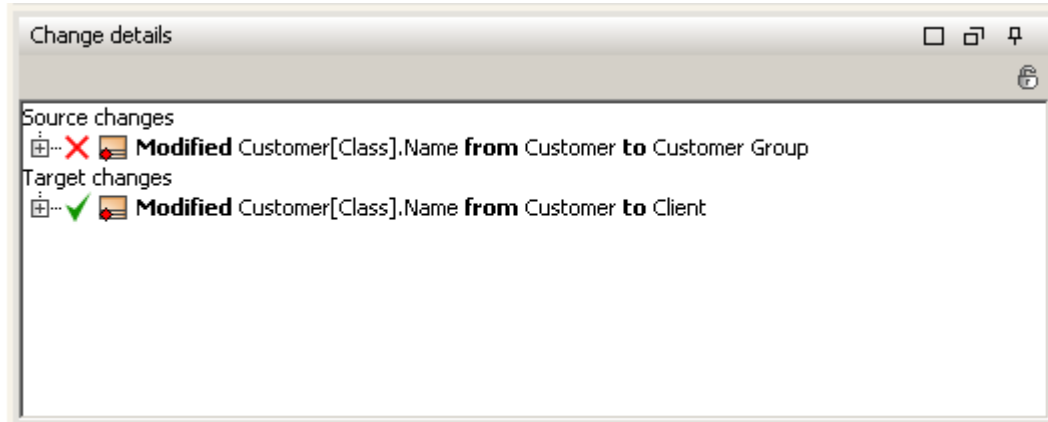 Change details
Source changes
Modified Customer[Class].Name from Customer to Customer Group
Target changes
Modified Customer[Class].Name from Customer to Client